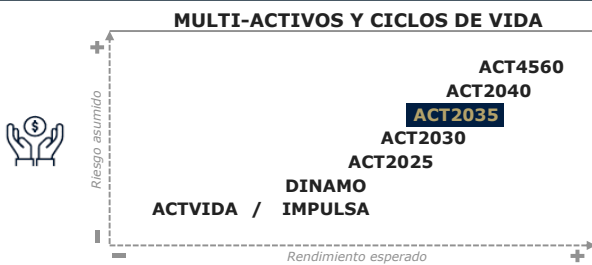 MULTI-ACTIVOS Y CICLOS DE VIDA
+
ACT4560
ACT2040
ACT2035
ACT2030
ACT2025
DINAMO
ACTVIDA / IMPULSA
Riesgo asumido
$
Rendimiento esperado
+